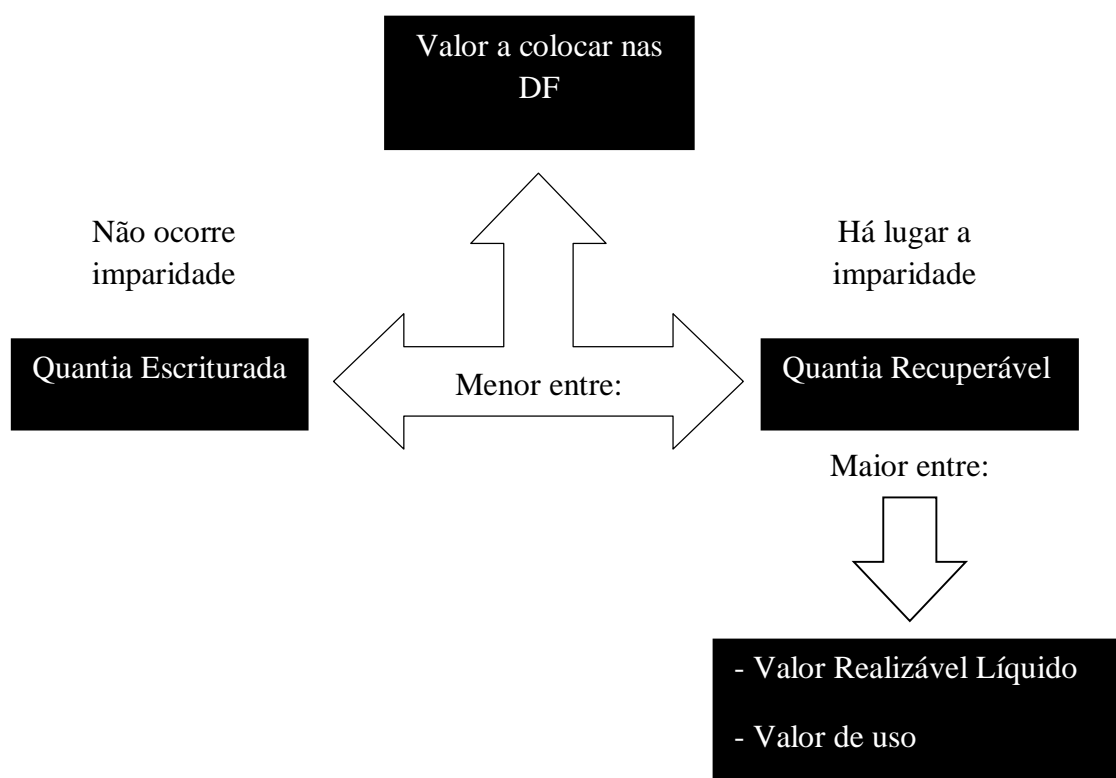 Valor a colocar nas
DF
Não ocorre
imparidade
Há lugar a
imparidade
Quantia Escriturada
Menor entre:
Quantia Recuperável
Maior entre:
- Valor Realizável Líquido
- Valor de uso